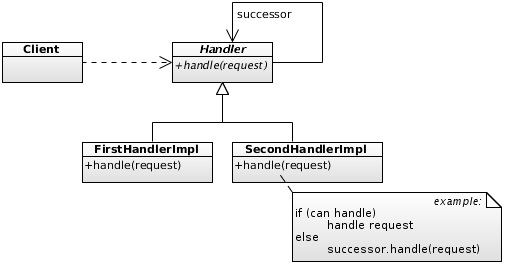 successor
Client
Handler
+handle(request)
FirstHandlerImpl
+handle(request)
SecondHandlerImpl
+handle(request)
example:
if (can handle)
handle request
else
successor.handle(request)